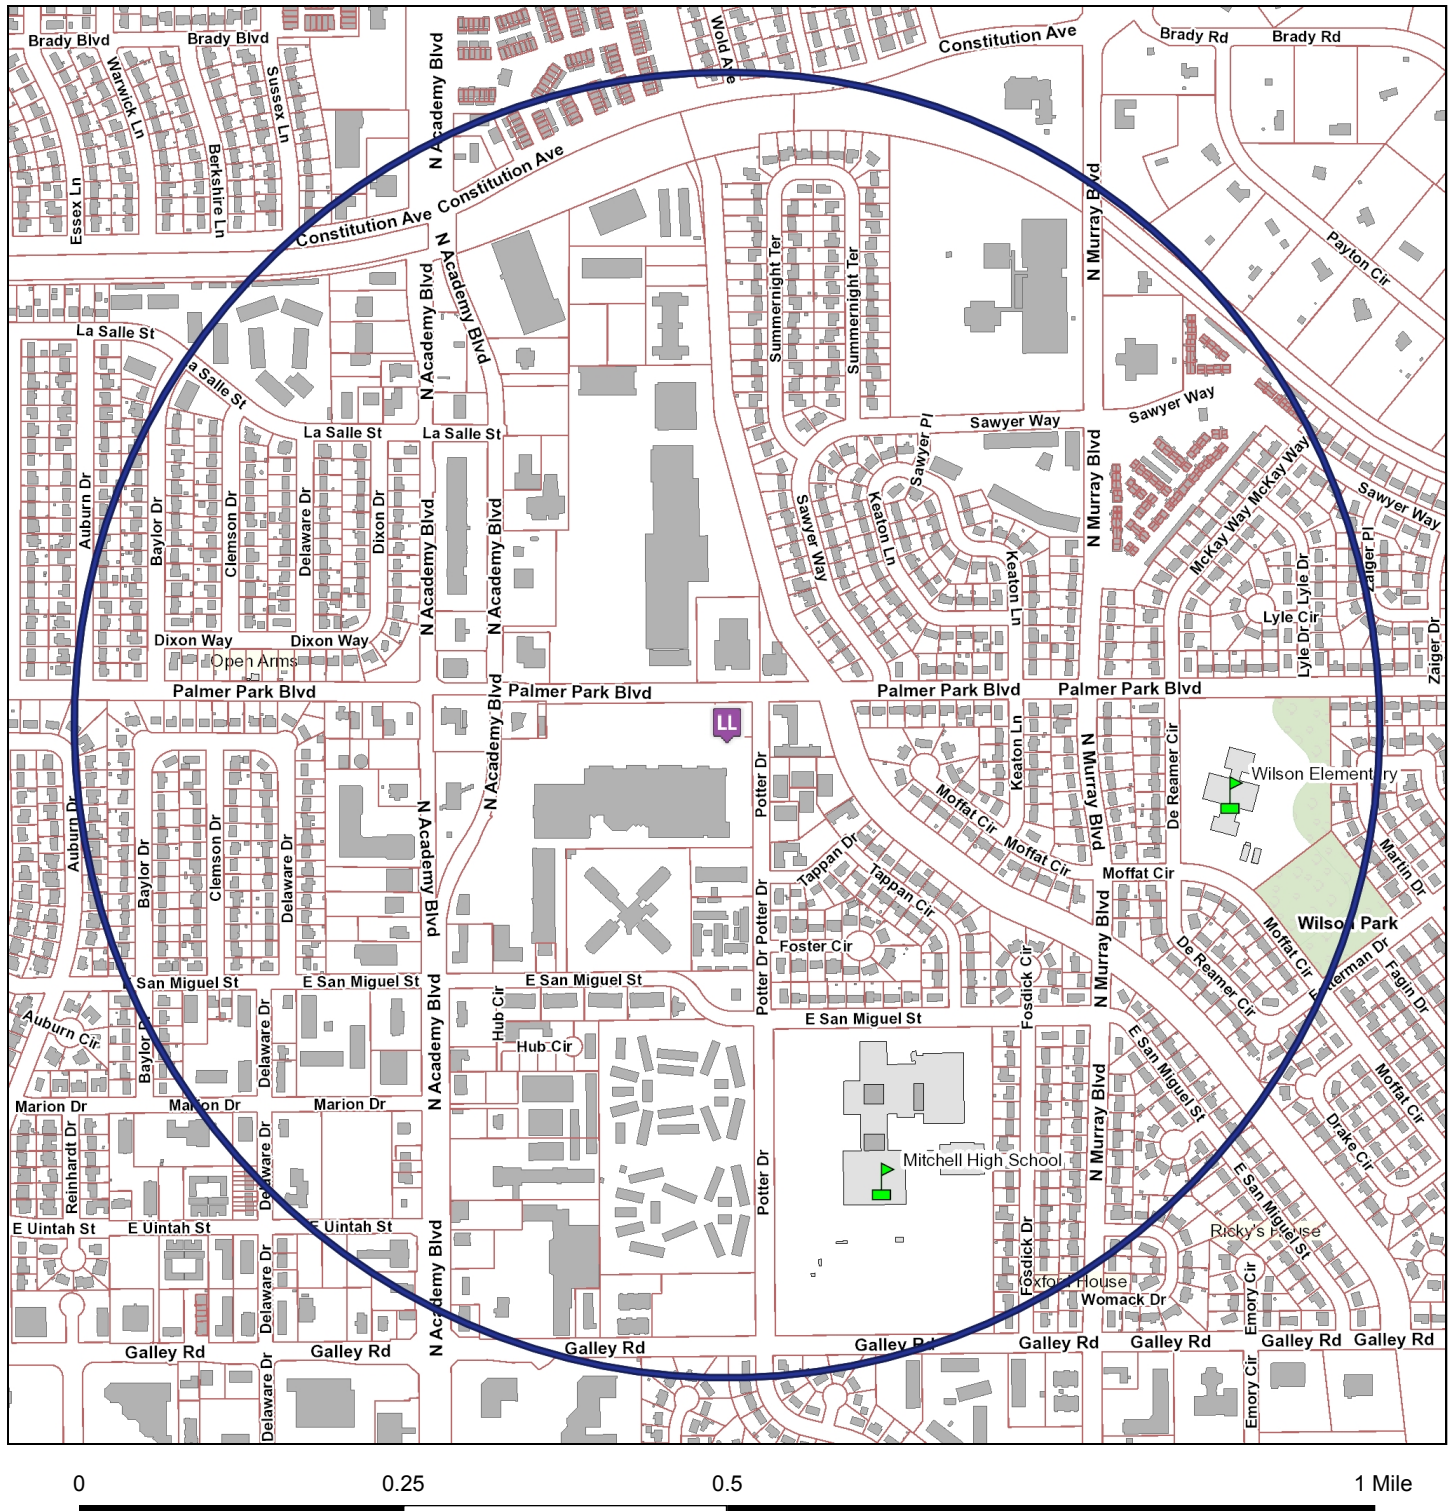 Brady Blvd
Brady Blvd
Warwick Ln
Sussex Ln
Essex Ln
Berkshire Ln
N Academy Blvd
Wold Ave
Constitution Ave
Brady Rd
Brady Rd
Constitution Ave
Constitution Ave
N Academy Blvd
N Academy Blvd
Summernight Ter
Summernight Ter
N Murray Blvd
Payton Cir
La Salle St
La Salle St
La Salle St
La Salle St
Sawyer Way
Sawyer Way
Sawyer Pl
Auburn Dr
Baylor Dr
Clemson Dr
Delaware Dr
Dixon Dr
N Academy Blvd
N Academy Blvd
Sawyer Way
Keaton Ln
Keaton Ln
N Murray Blvd
McKay Way
McKay Way
Sawyer Way
Zaiger Pl
Lyle Dr
Lyle Cir
Lyle Dr
Zaiger Dr
Dixon Way
Dixon Way
Open Arms
Palmer Park Blvd
Palmer Park Blvd
Palmer Park Blvd
Palmer Park Blvd
N Academy Blvd
LL
Potter Dr
Keaton Ln
N Murray Blvd
De Reamer Cir
Wilson Elementry
Auburn Dr
Baylor Dr
Clemson Dr
Delaware Dr
N Academy Blvd
Moffat Cir
Moffat Cir
Moffat Cir
Tappan Dr
Tappan Cir
Martin Dr
Wilson Park
Potter Dr
Potter Dr
Foster Cir
Fosdick Cir
N Murray Blvd
De Reamer Cir
Moffat Cir
Fagin Dr
San Miguel St
E San Miguel St
E San Miguel St
E San Miguel St
Auburn Cir
Baylor Dr
Delaware Dr
N Academy Blvd
Hub Cir
Hub Cir
E San Miguel St
Moffat Cir
Marion Dr
Marion Dr
Marion Dr
Reinhardt Dr
Delaware Dr
Potter Dr
Mitchell High School
N Murray Blvd
Drake Cir
E San Miguel St
Ricky's House
E Uintah St
E Uintah St
E Uintah St
Delaware Dr
N Academy Blvd
Fosdick Dr
Oxford House
Womack Dr
Emory Cir
Galley Rd
Galley Rd
Galley Rd
Galley Rd
Galley Rd
Galley Rd
Galley Rd
Galley Rd
Delaware Dr
Emory Cir
0
0.25
0.5
1 Mile